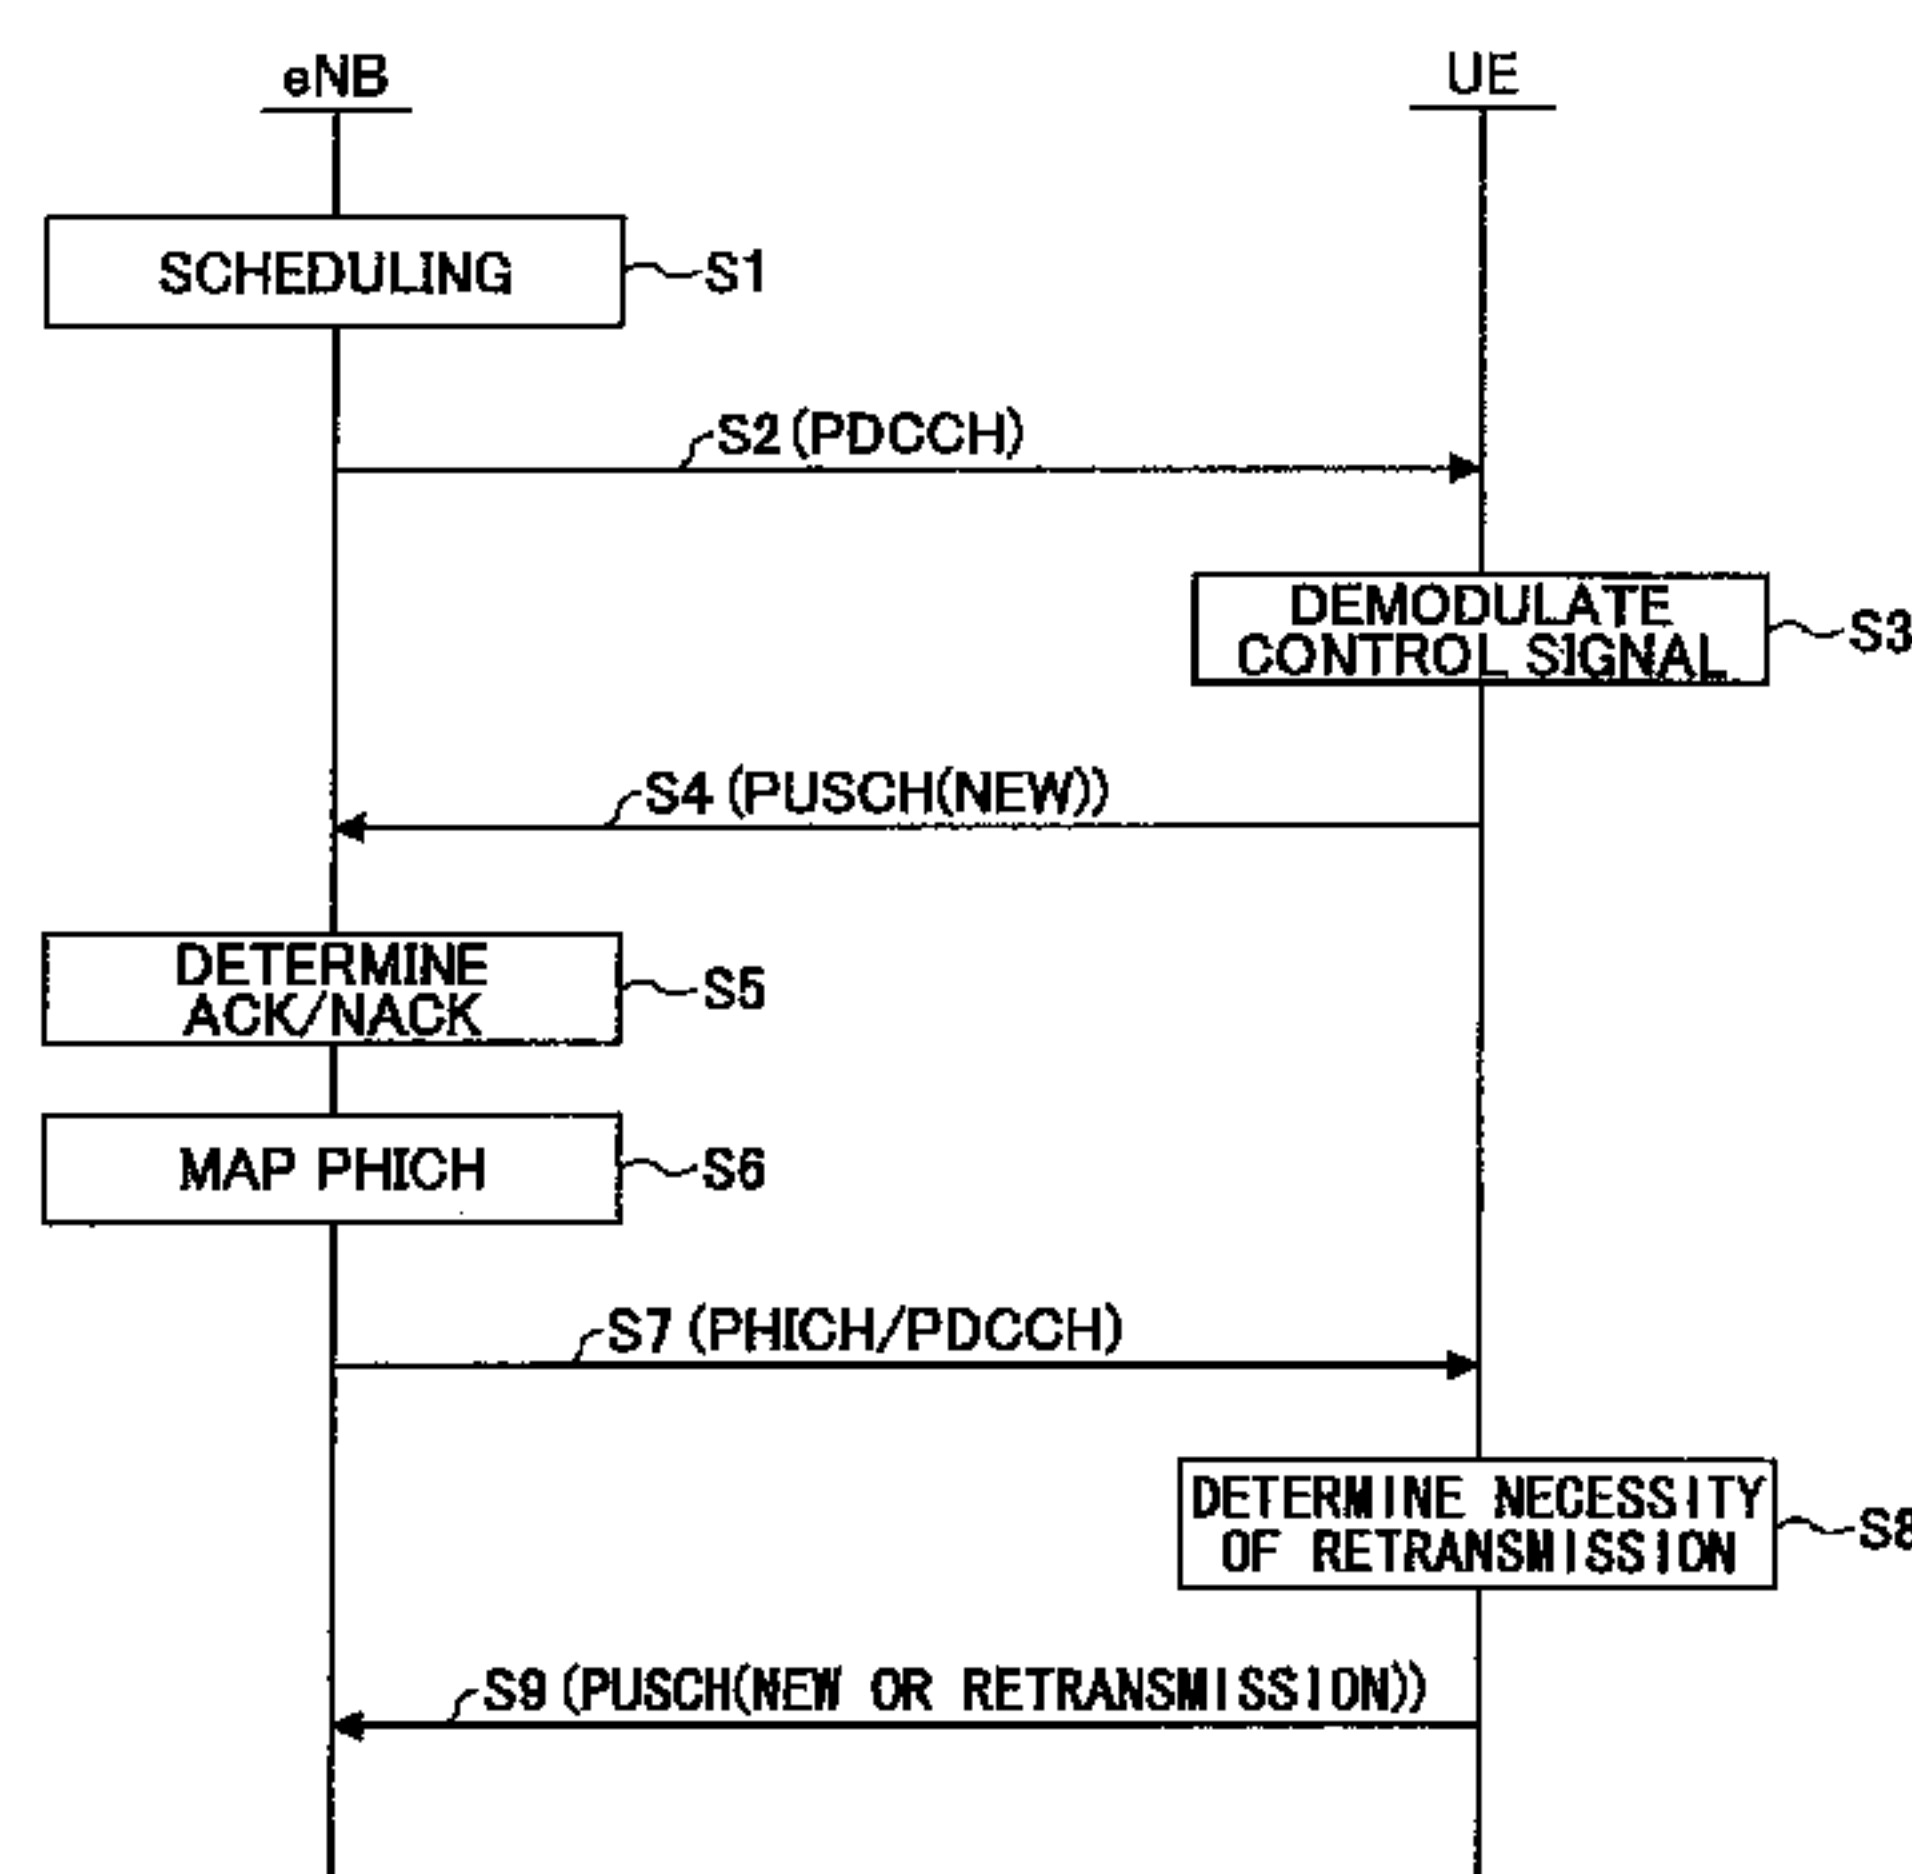 eNB
UE
SCHEDULING
S1
S2 (PDCCH)
DEMODULATE
CONTROL SIGNAL
S3
S4 (PUSCH(NEW))
DETERMINE
ACK/NACK
S5
MAP PHICH
S6
S7 (PHICH/PDCCH)
DETERMINE NECESSITY
OF RETRANSMISSION
S8
S9 (PUSCH(NEW OR RETRANSMISSION))